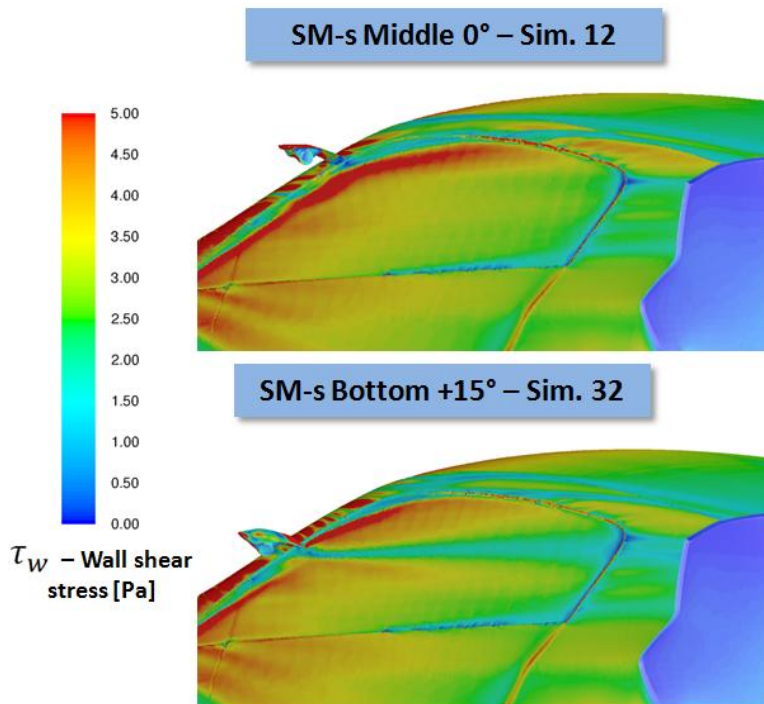 SM-s Middle 0° – Sim. 12
5.00
4.50
4.00
3.50
3.00
2.50
2.00
1.50
1.00
0.50
0.00
τw – Wall shear
stress [Pa]
SM-s Bottom +15° – Sim. 32